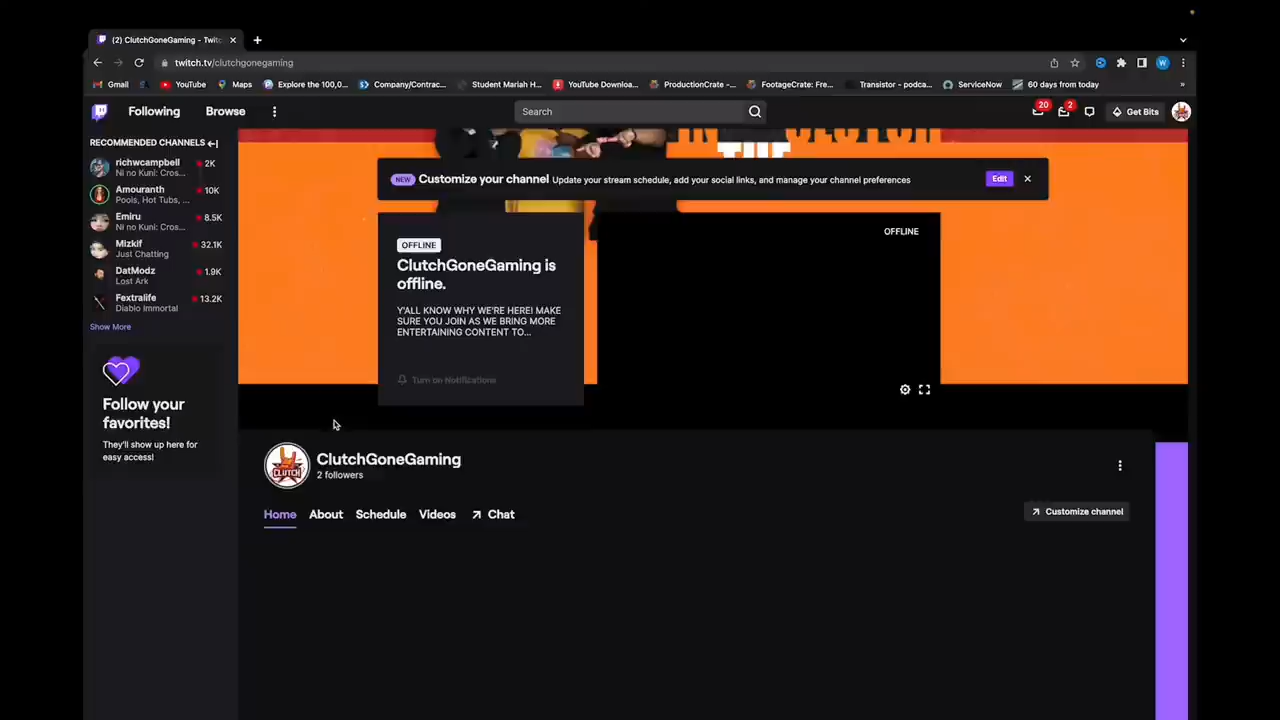 (2) ClutchGoneGaming - Twitc
twitch.tv/clutchgonegaming
Gmail
YouTube
Maps
Explore the 100,0...
Company/Contrac...
Student Mariah H...
YouTube Downloa...
ProductionCrate -...
FootageCrate: Fre...
Transistor - podca...
ServiceNow
60 days from today
»
W
Following
Browse
Search
20
2
Get Bits
RECOMMENDED CHANNELS
richwcampbell
2K
Ni no Kuni: Cros...
Amouranth
10K
Pools, Hot Tubs, ...
Emiru
8.5K
Ni no Kuni: Cros...
Mizkif
32.1K
Just Chatting
DatModz
1.9K
Lost Ark
Fextralife
13.2K
Diablo Immortal
Show More
Follow your
favorites!
They'll show up here for
easy access!
IN CLUTCH
THE
NEW Customize your channel Update your stream schedule, add your social links, and manage your channel preferences
Edit
OFFLINE
OFFLINE
ClutchGoneGaming is
offline.
Y'ALL KNOW WHY WE'RE HERE! MAKE
SURE YOU JOIN AS WE BRING MORE
ENTERTAINING CONTENT TO...
Turn on Notifications
CLUTCH
ClutchGoneGaming
2 followers
Home
About
Schedule
Videos
Chat
Customize channel